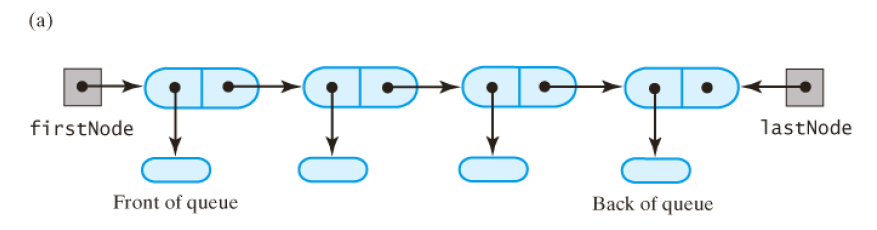 (a)
firstNode
lastNode
Front of queue
Back of queue